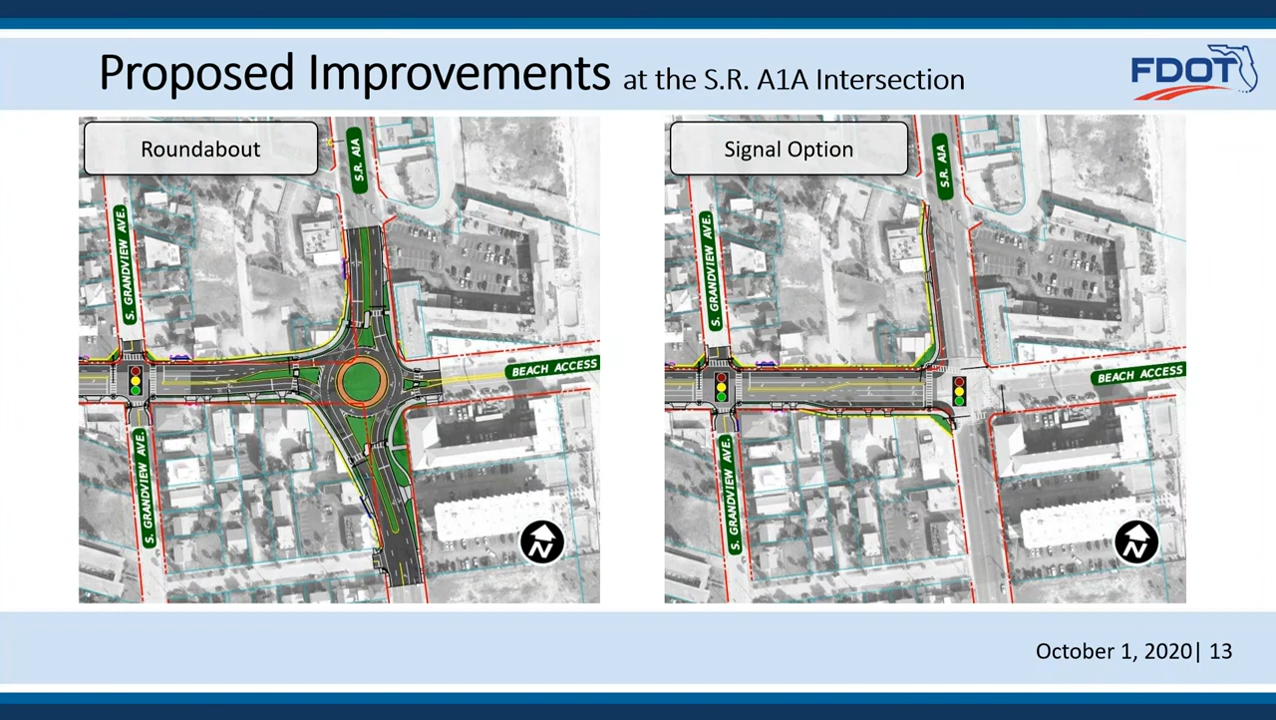 Proposed Improvements at the S.R. A1A Intersection
FDOT
Roundabout
S.R. A1A
S. GRANDVIEW AVE.
BEACH ACCESS
S. GRANDVIEW AVE.
N
Signal Option
S.R. A1A
S. GRANDVIEW AVE.
BEACH ACCESS
S. GRANDVIEW AVE.
N
October 1, 2020| 13